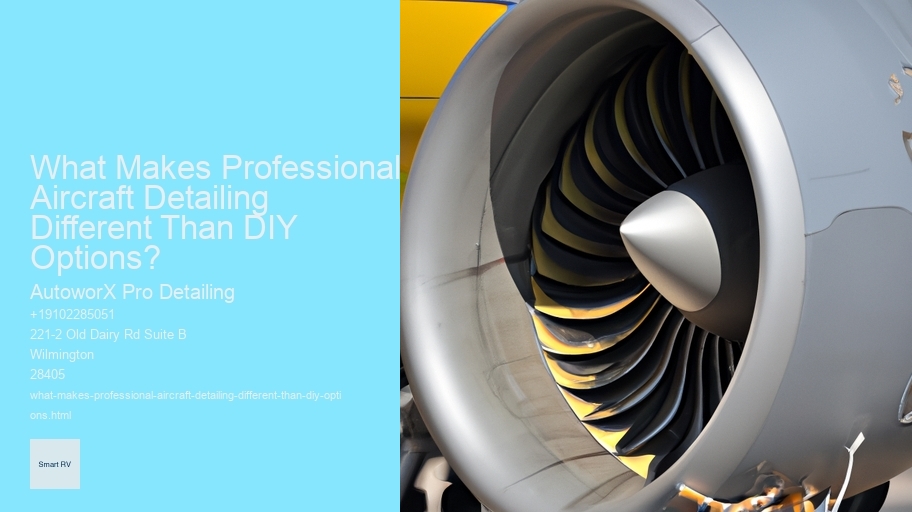 What Makes Professional
Aircraft Detailing
Different Than DIY
Options?
AutoworX Pro Detailing
+19102285051
221-2 Old Dairy Rd Suite B
Wilmington
28405
what-makes-professional-aircraft-detailing-different-than-diy-opti
ons.html
Smart RV